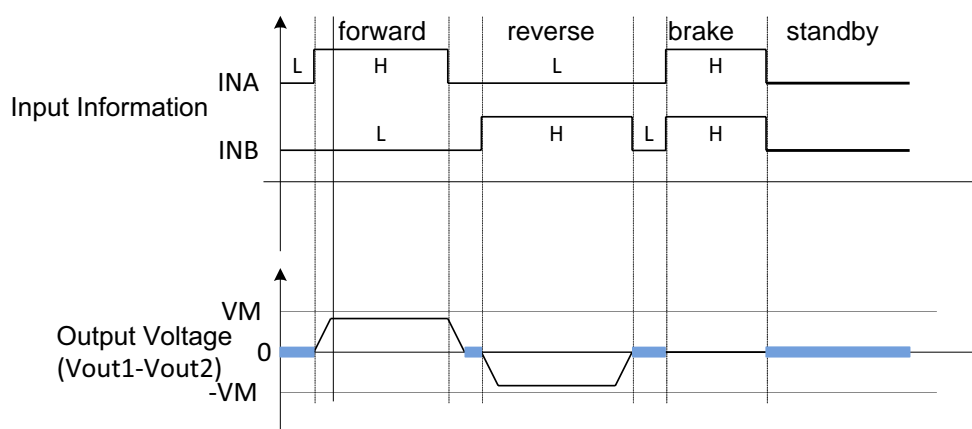 forward reverse brake standby
L H L H
INA
Input Information
L H L H
INB
VM
Output Voltage
(Vout1-Vout2)
0
-VM